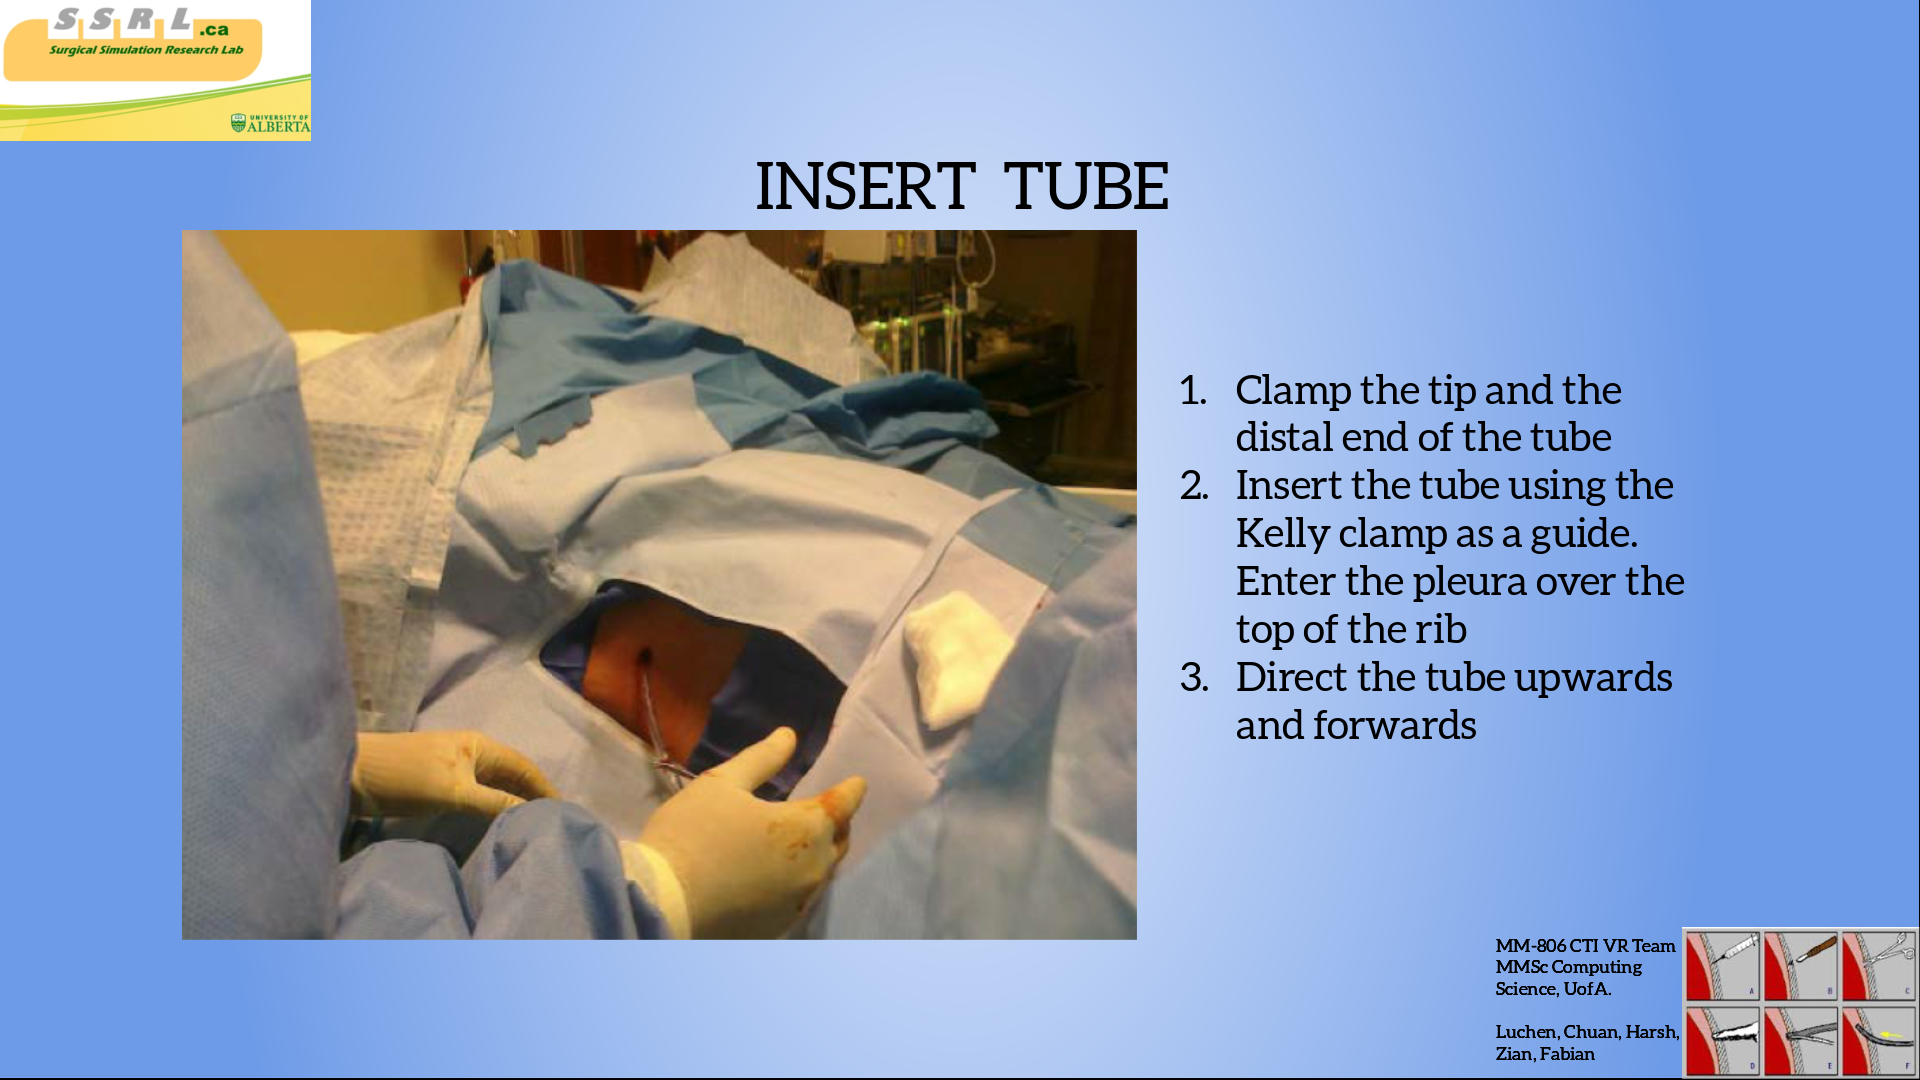 SSRL.ca
Surgical Simulation Research Lab
UNIVERSITY OF
ALBERTA
INSERT TUBE
1. Clamp the tip and the
distal end of the tube
2. Insert the tube using the
Kelly clamp as a guide.
Enter the pleura over the
top of the rib
3. Direct the tube upwards
and forwards
MM-806 CTI VR Team
MMSc Computing
Science, UofA.
Luchen, Chuan, Harsh,
Zian, Fabian
A B C
D E F